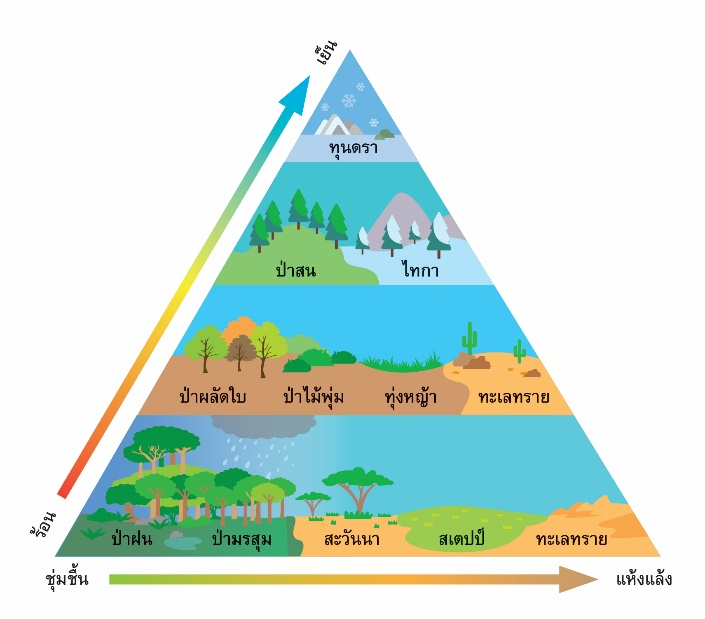 เย็น
ทุนดรา
ป่าสน ไทกา
ป่าผลัดใบ ป่าไม้พุ่ม ทุ่งหญ้า ทะเลทราย
ร้อน
ป่าฝน ป่ามรสุม สะวันนา สเตปป์ ทะเลทราย
ชุ่มชื้น แห้งแล้ง